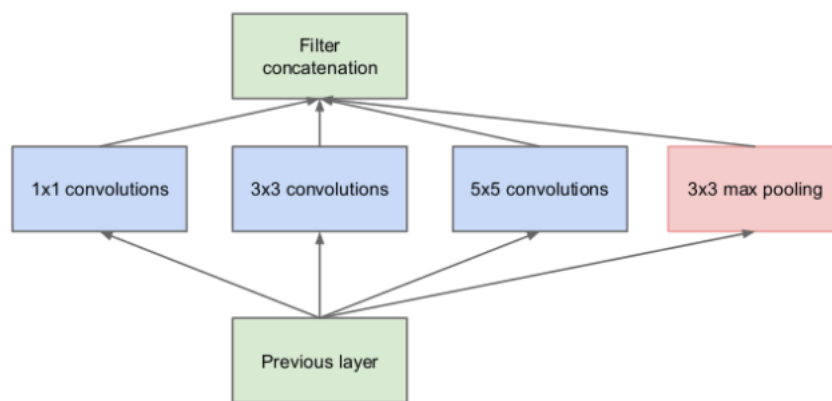 Filter
concatenation
1x1 convolutions
3x3 convolutions
5x5 convolutions
3x3 max pooling
Previous layer